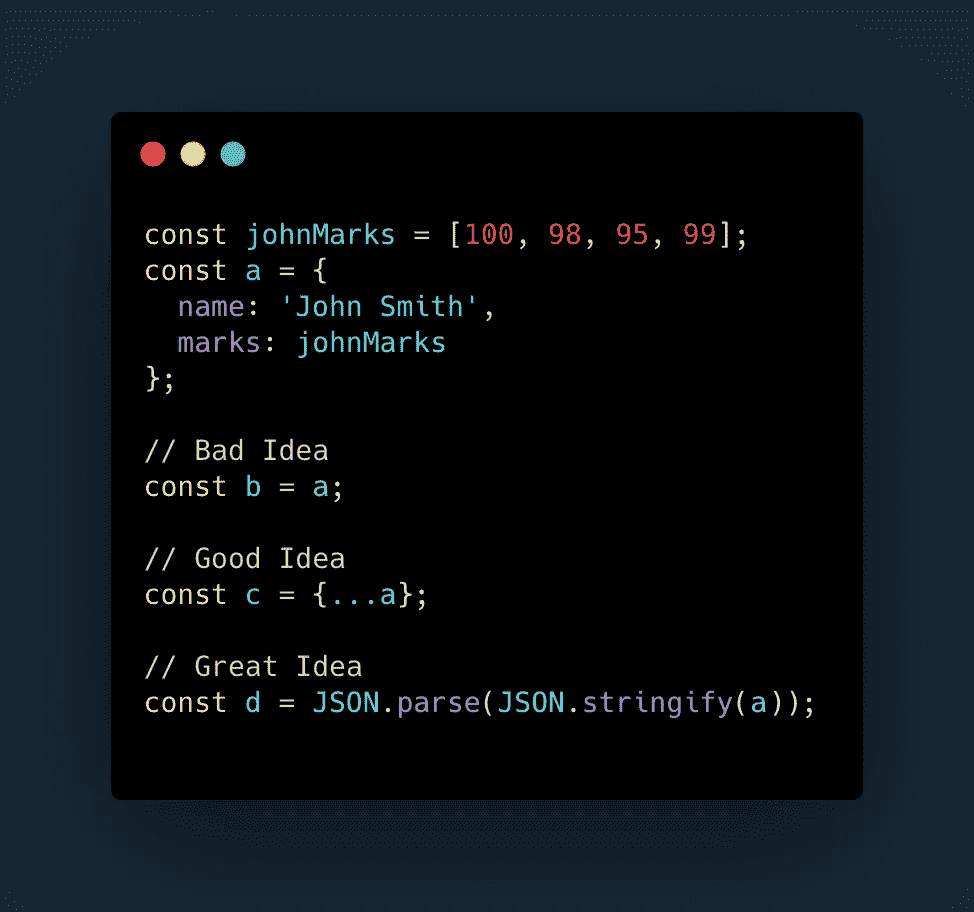 const johnMarks = [100, 98, 95, 99];
const a = {
  name: 'John Smith',
  marks: johnMarks
};

// Bad Idea
const b = a;

// Good Idea
const c = {...a};

// Great Idea
const d = JSON.parse(JSON.stringify(a));